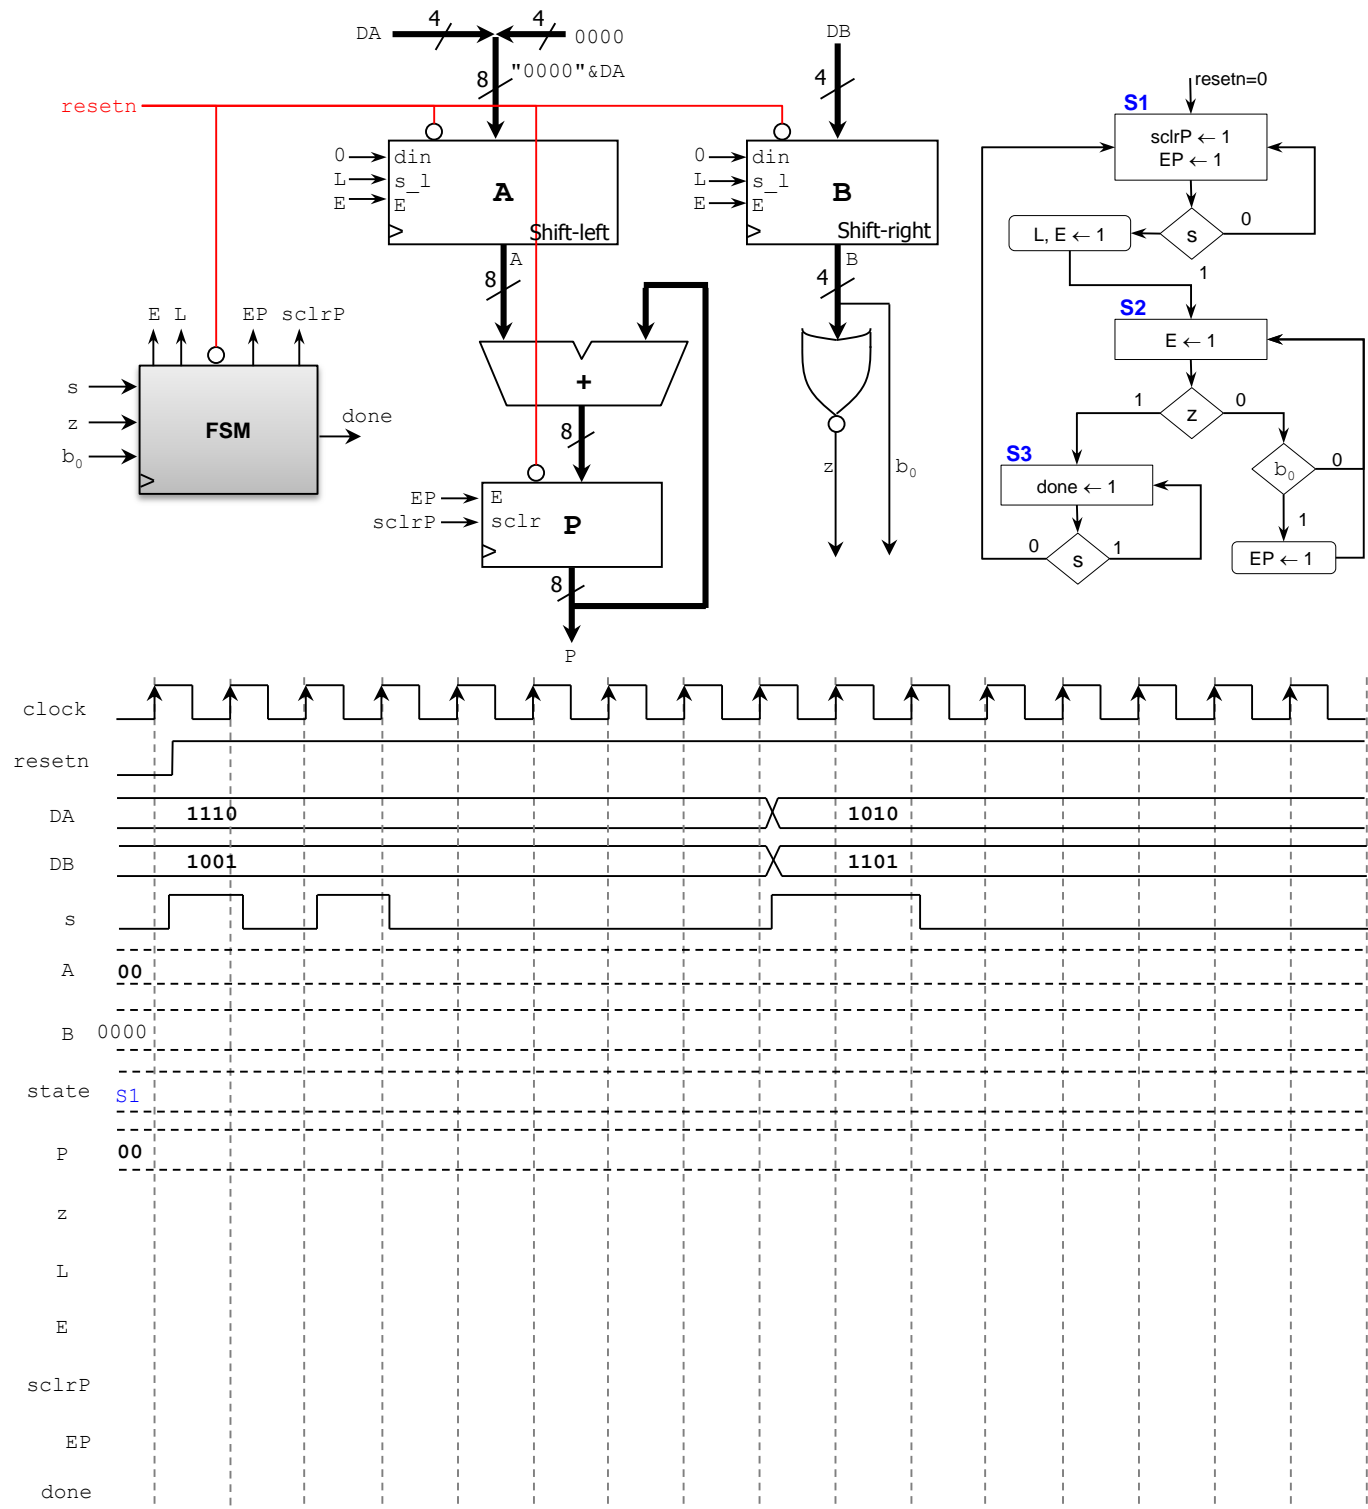 DA 4 4 0000
8 "0000"&DA
DB
4
resetn
0 din
L s_l
E E
A
Shift-left
0 din
L s_l
E E
B
Shift-right
A
8
B
4
+
8
z b0
E L EP sclrP
s
z
b0
FSM
done
EP E
sclrP sclr
P
8
P
resetn=0
S1
sclrP ← 1
EP ← 1
s 0
1
L, E ← 1
S2
E ← 1
1 z 0
S3
done ← 1
b0 0
1
0 s 1
EP ← 1
clock
resetn
DA 1110 1010
DB 1001 1101
s
A 00
B 0000
state S1
P 00
z
L
E
sclrP
EP
done